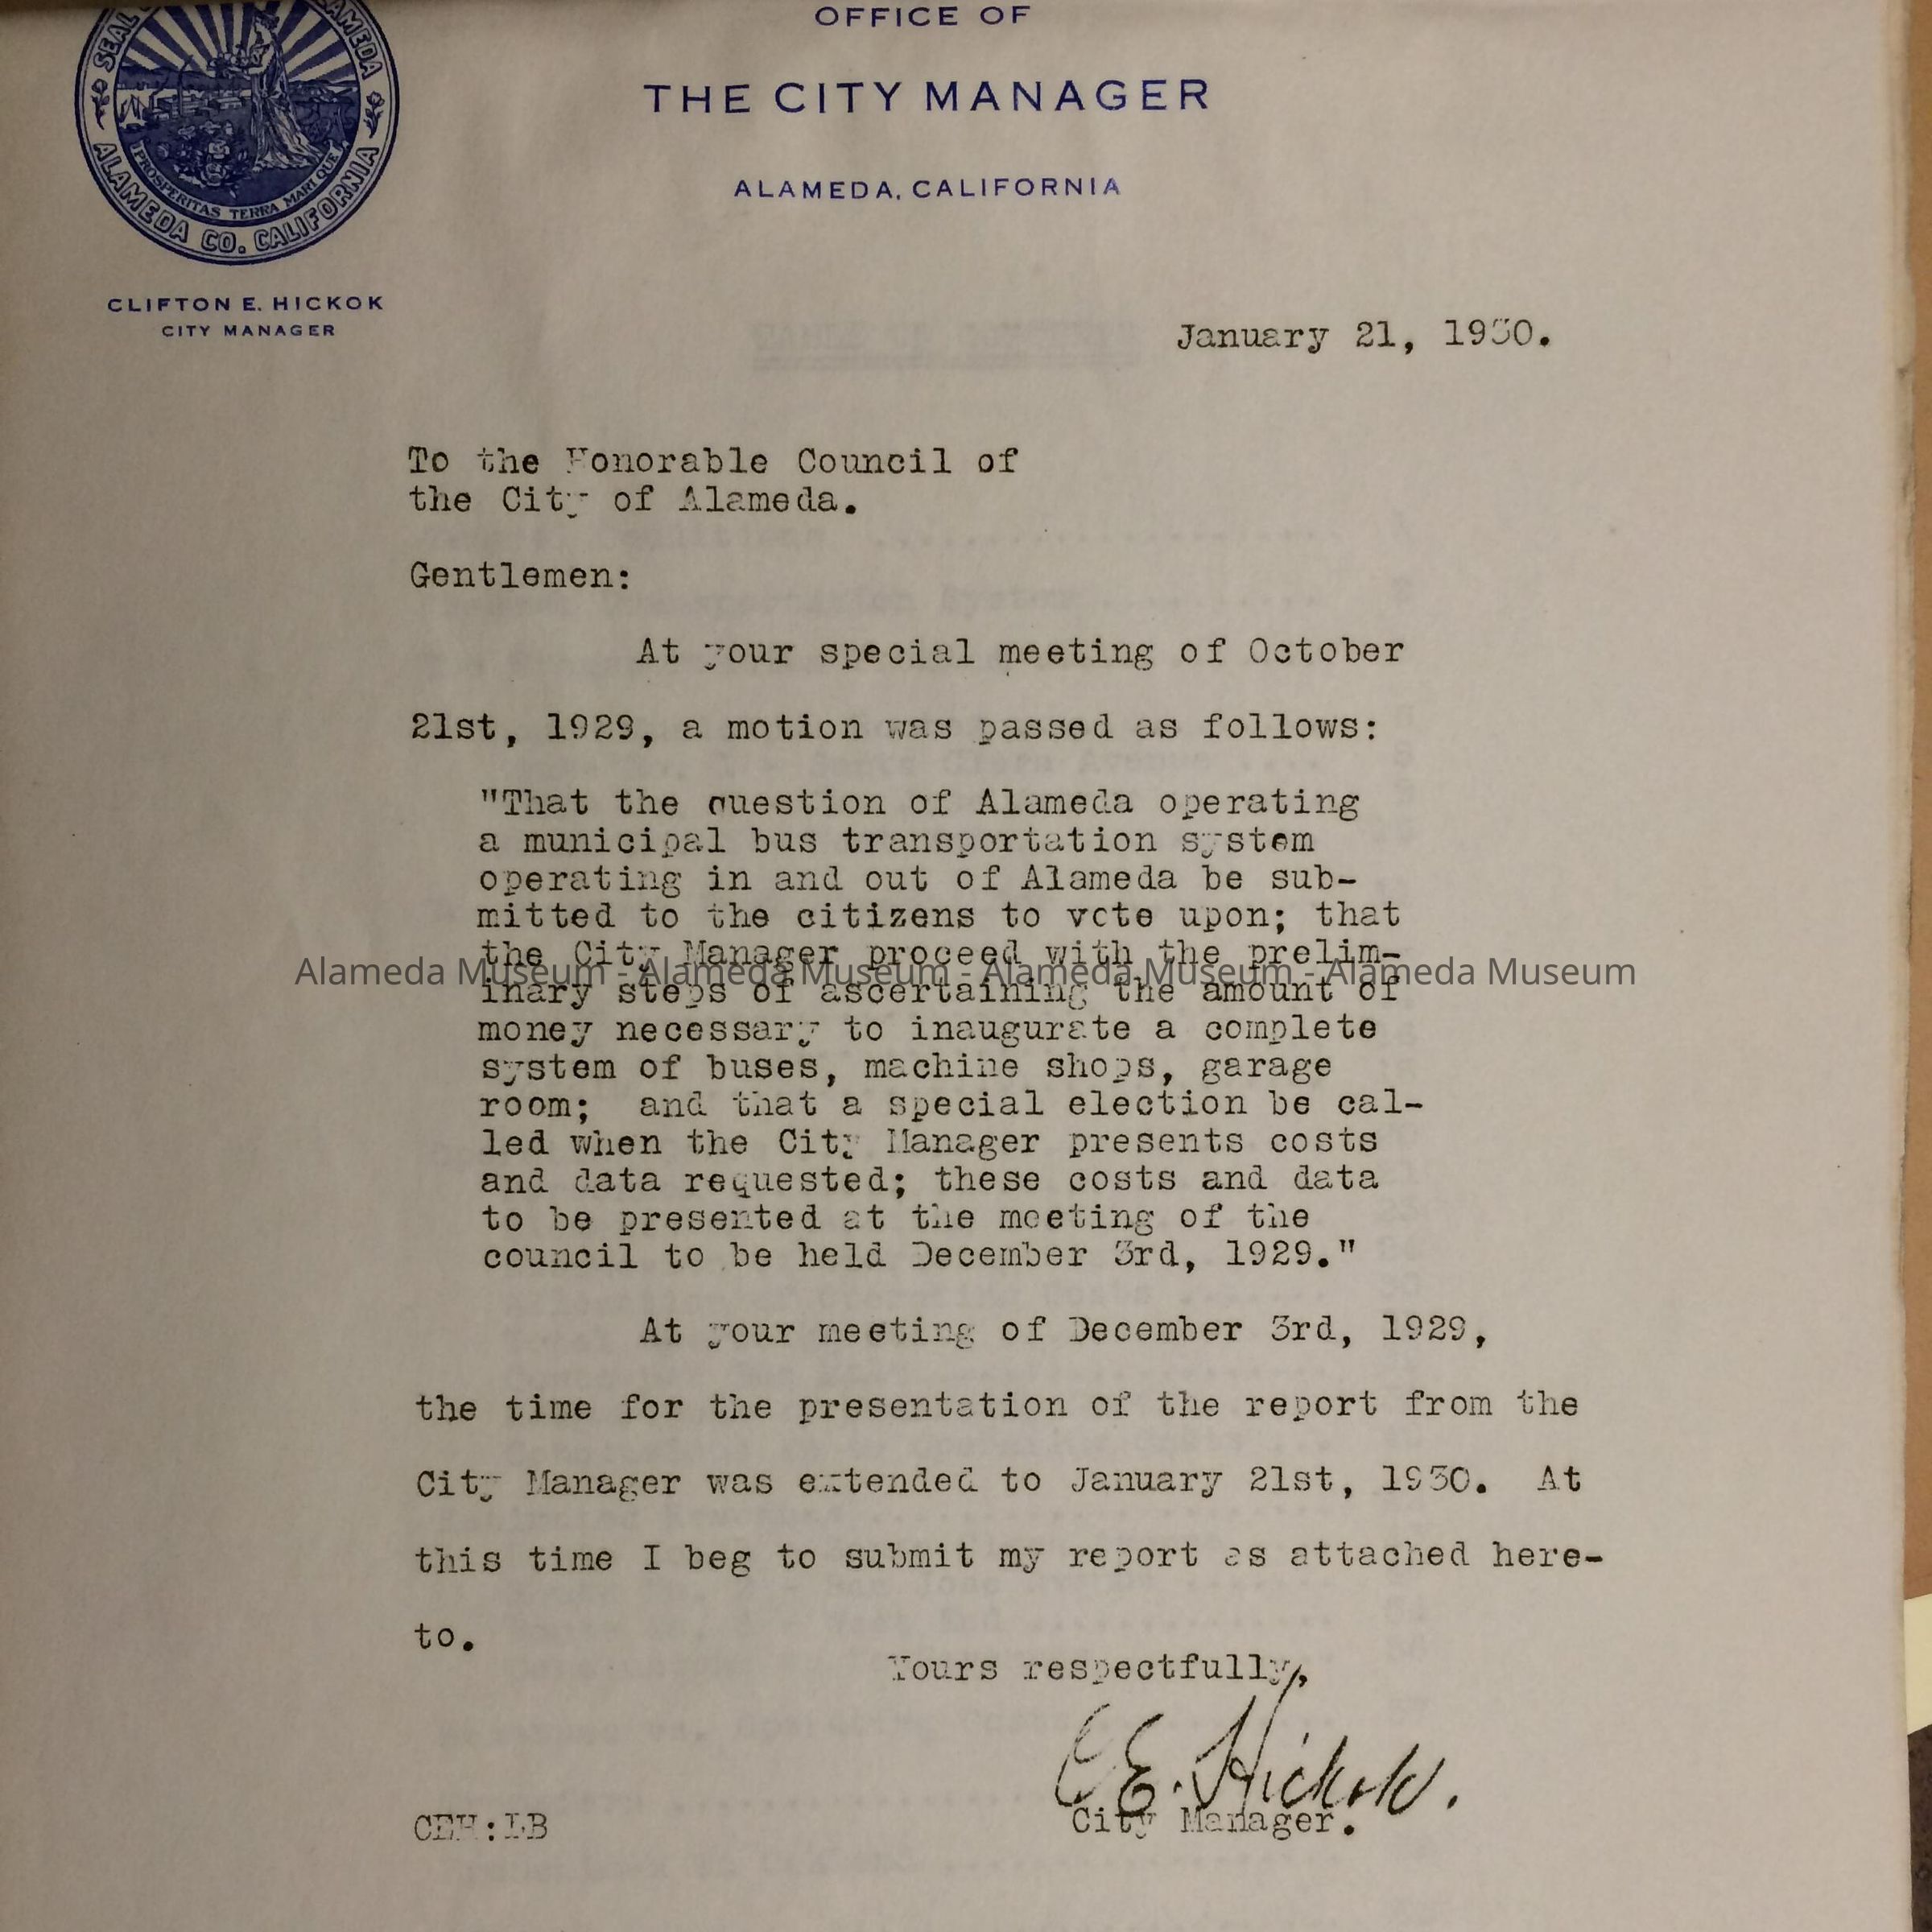 OFFICE OF
THE CITY MANAGER
ALAMEDA, CALIFORNIA
SEAL
ALAMEDA
PROSPERITAS TERRA MARIQUE
ALAMEDA CO. CALIFORNIA
CLIFTON E. HICKOK
CITY MANAGER
January 21, 1930.
To the Honorable Council of
the City of Alameda.
Gentlemen:
At your special meeting of October
21st, 1929, a motion was passed as follows:
"That the question of Alameda operating
a municipal bus transportation system
operating in and out of Alameda be sub-
mitted to the citizens to vote upon; that
the City Manager proceed with the prelim-
Alameda Museum - Alameda Museum - Alameda Museum - Alameda Museum
inary steps of ascertaining the amount of
money necessary to inaugurate a complete
system of buses, machine shops, garage
room; and that a special election be cal-
led when the City Manager presents costs
and data requested; these costs and data
to be presented at the meeting of the
council to be held December 3rd, 1929."
At your meeting of December 3rd, 1929,
the time for the presentation of the report from the
City Manager was extended to January 21st, 1930. At
this time I beg to submit my report as attached here-
to.
Yours respectfully,
C E. Hickok.
City Manager.
CEH:LB